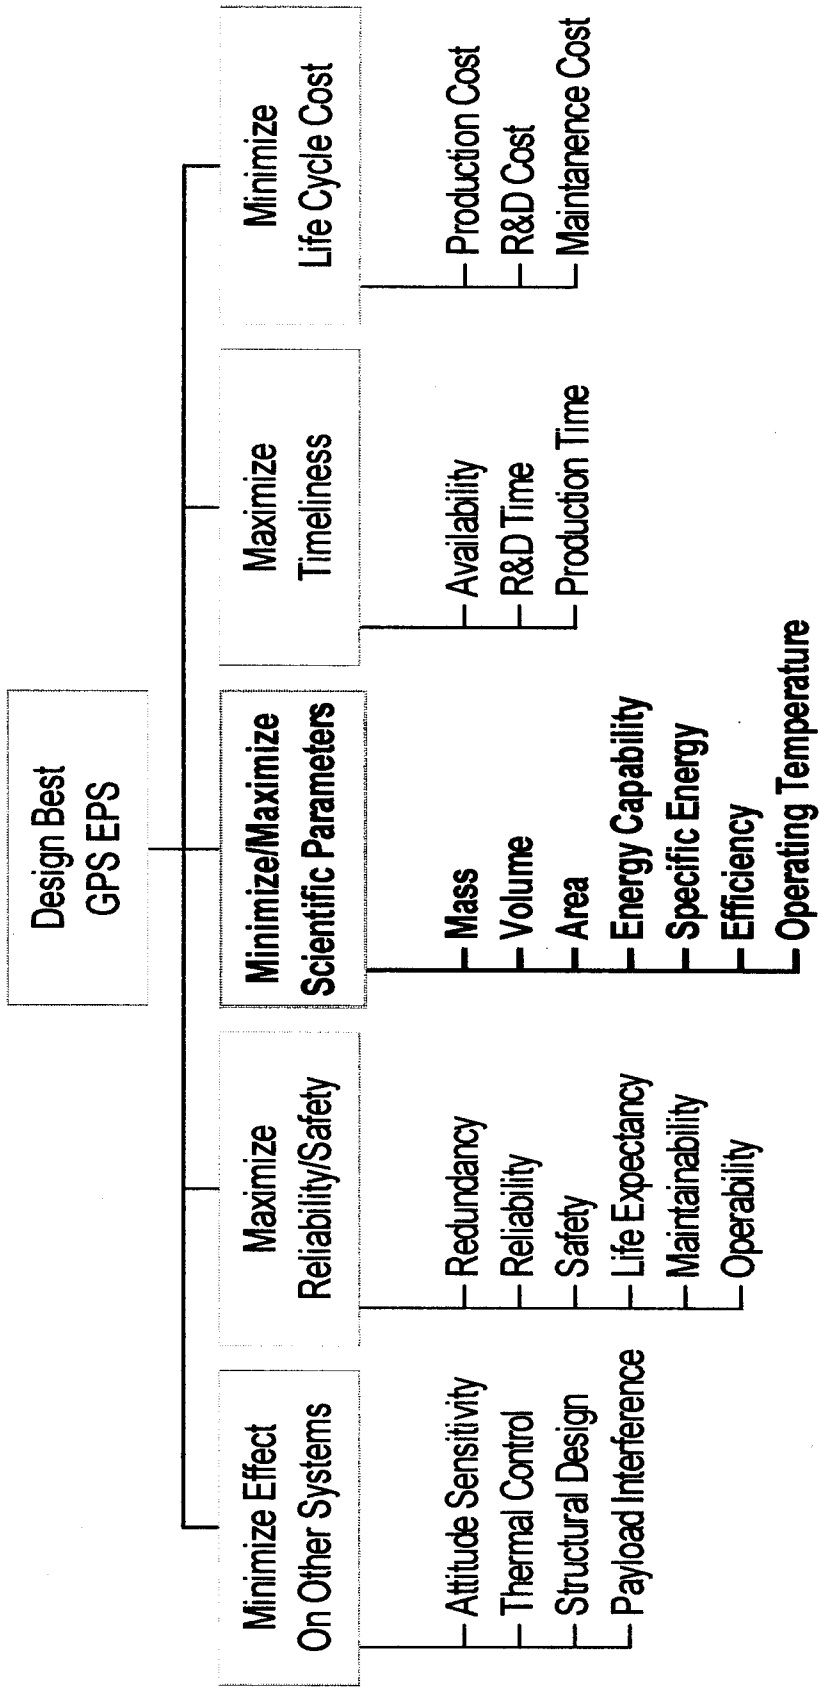 Design Best
GPS EPS
Minimize Effect
On Other Systems
Attitude Sensitivity
Thermal Control
Structural Design
Payload Interference
Maximize
Reliability/Safety
Redundancy
Reliability
Safety
Life Expectancy
Maintainability
Operability
Minimize/Maximize
Scientific Parameters
Mass
Volume
Area
Energy Capability
Specific Energy
Efficiency
Operating Temperature
Maximize
Timeliness
Availability
R&D Time
Production Time
Minimize
Life Cycle Cost
Production Cost
R&D Cost
Maintanence Cost